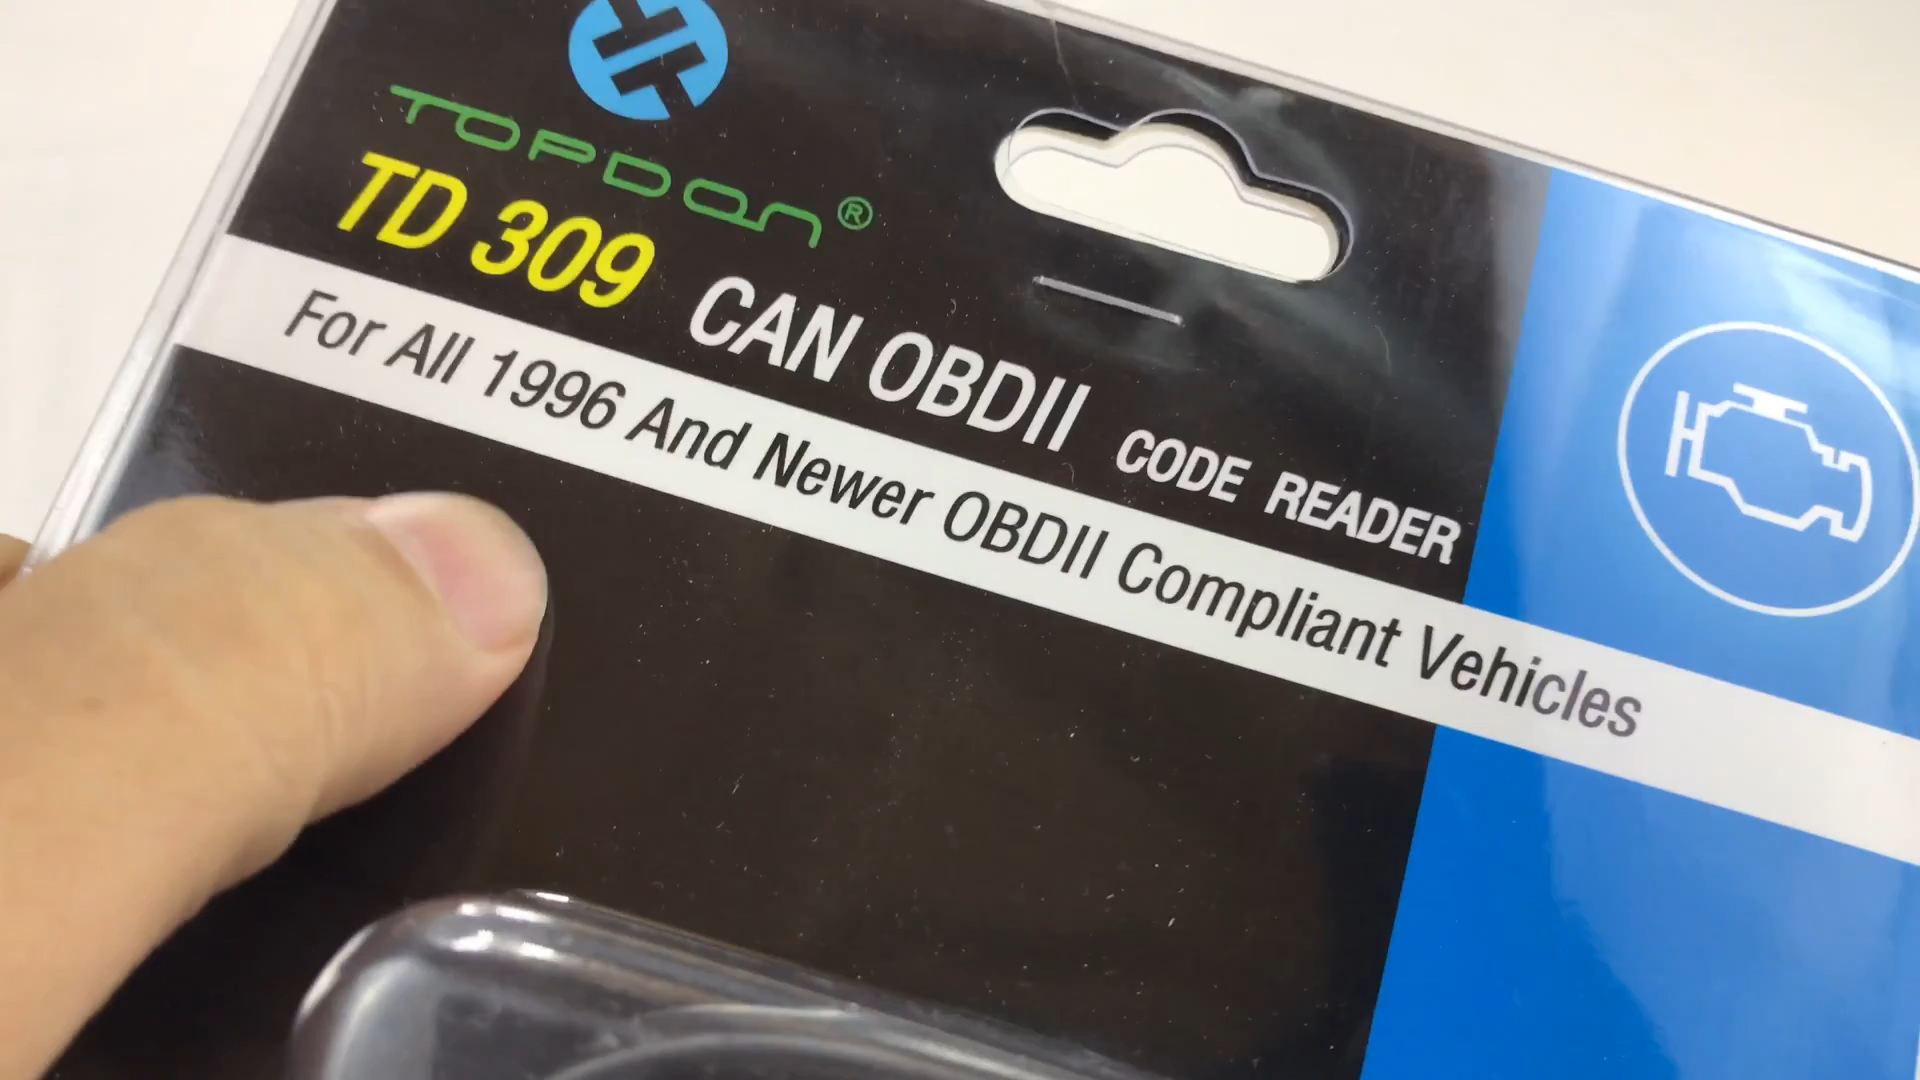 TOPDON®
TD 309 CAN OBDII CODE READER
For All 1996 And Newer OBDII Compliant Vehicles